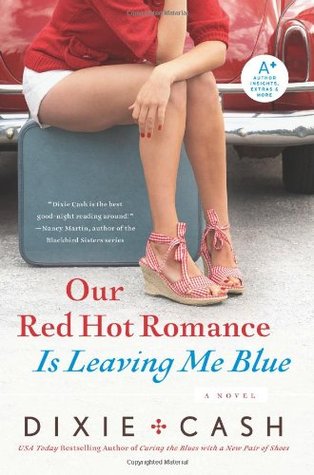 A+
AUTHOR
INSIGHTS,
EXTRAS &
MORE
"Dixie Cash is the best
good-night reading around!"
—Nancy Martin, author of the
Blackbird Sisters series
Our
Red Hot Romance
Is Leaving Me Blue
A NOVEL
DIXIE CASH
USA Today Bestselling Author of Curing the Blues with a New Pair of Shoes